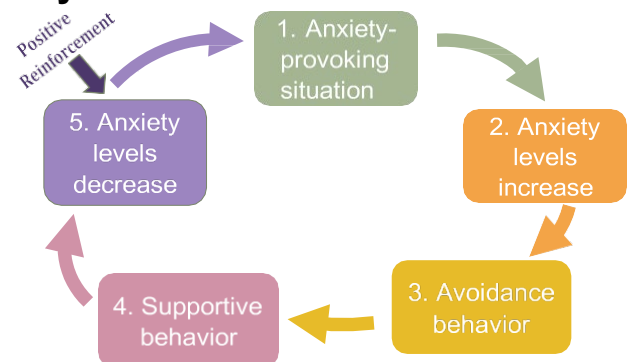 Positive
Reinforcement
1. Anxiety-
provoking
situation
2. Anxiety
levels
increase
3. Avoidance
behavior
4. Supportive
behavior
5. Anxiety
levels
decrease